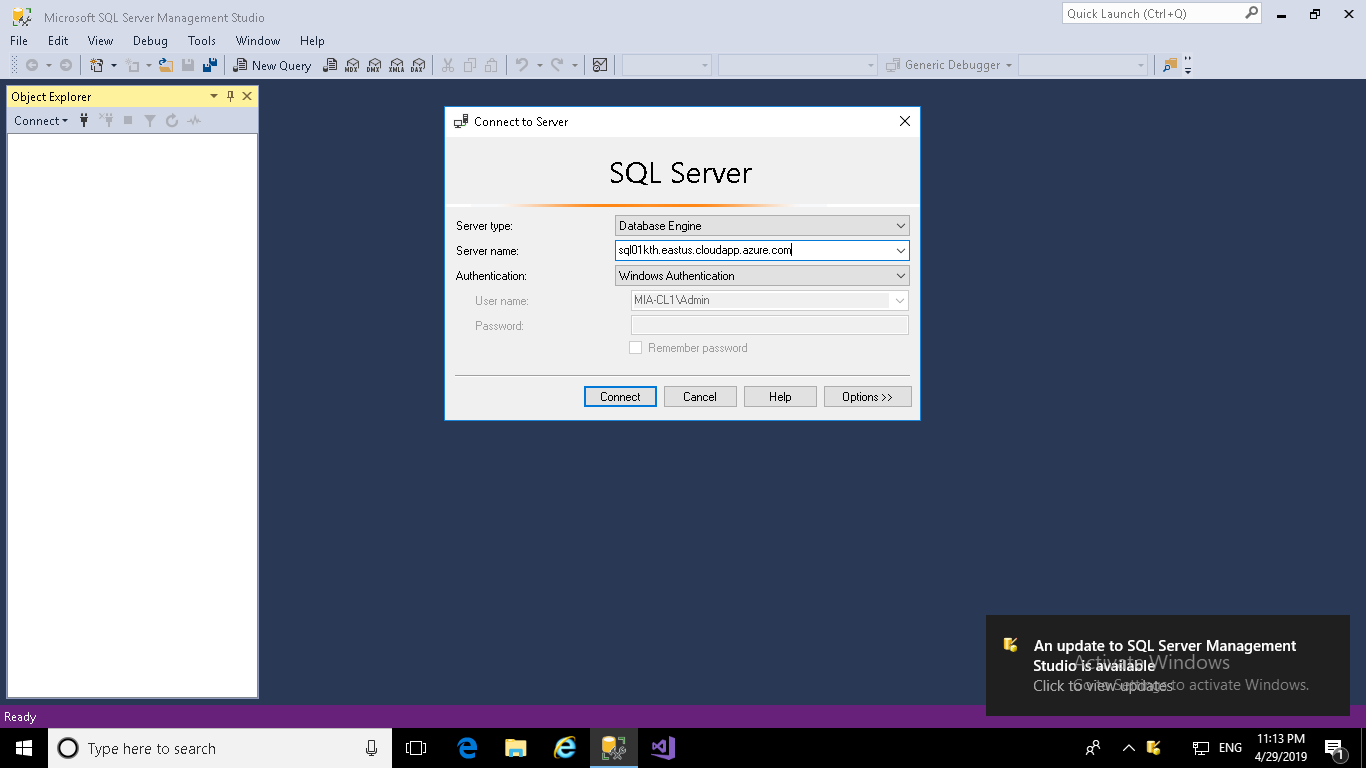 Microsoft SQL Server Management Studio
Quick Launch (Ctrl+Q)
File Edit View Debug Tools Window Help
New Query MDX DMX XMLA DAX Generic Debugger
Object Explorer
Connect
Connect to Server
SQL Server
Server type: Database Engine
Server name: sql01kth.eastus.cloudapp.azure.com
Authentication: Windows Authentication
User name: MIA-CL1\Admin
Password:
Remember password
Connect Cancel Help Options >>
An update to SQL Server Management
Studio is available
Click to view updates
Activate Windows
Go to Settings to activate Windows.
Ready
Type here to search
ENG
11:13 PM
4/29/2019
1